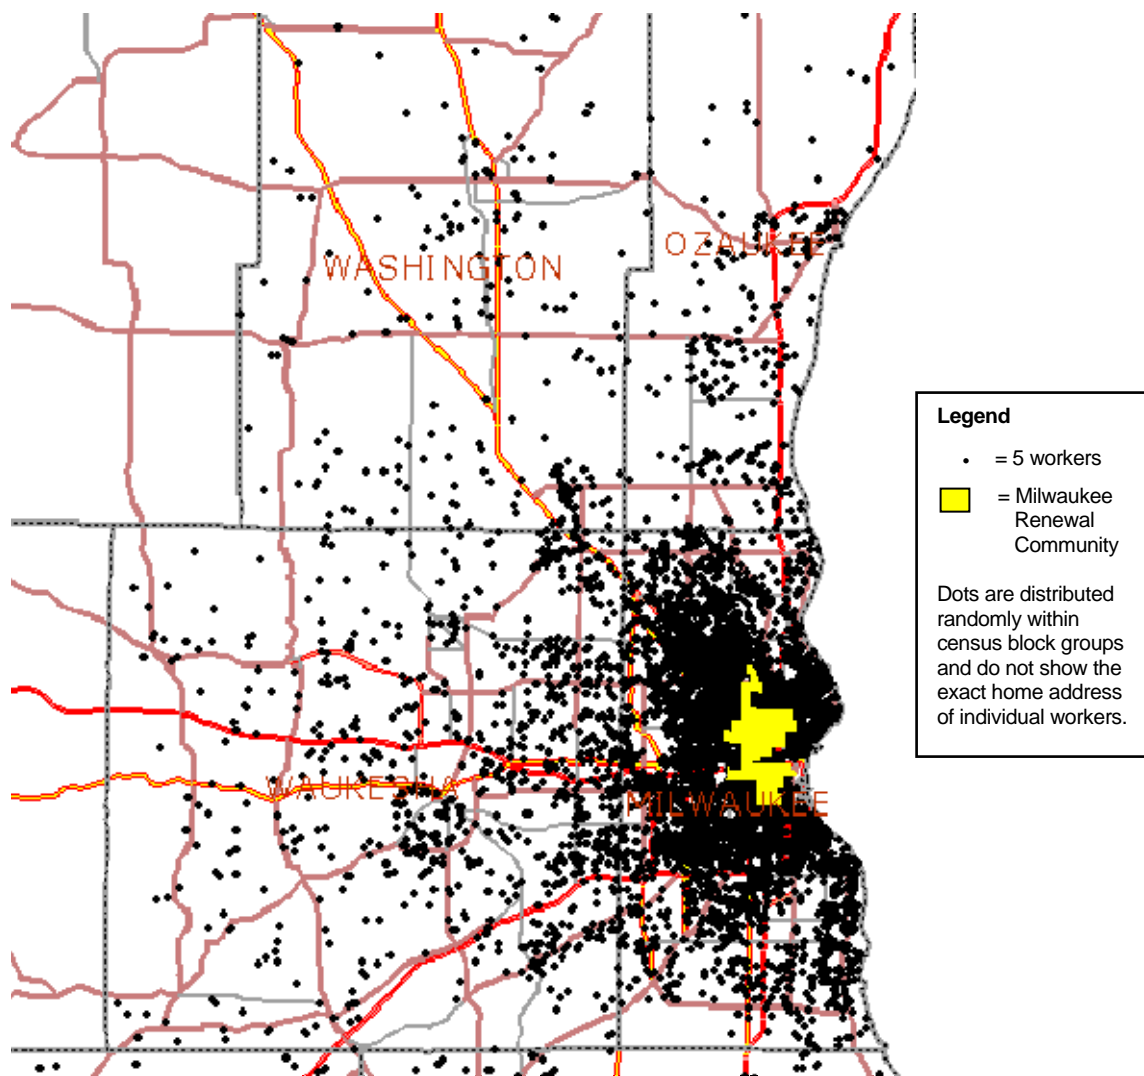 OZAUKEE
WASHINGTON
WAUKESHA
MILWAUKEE
Legend
= 5 workers
= Milwaukee
Renewal
Community
Dots are distributed
randomly within
census block groups
and do not show the
exact home address
of individual workers.